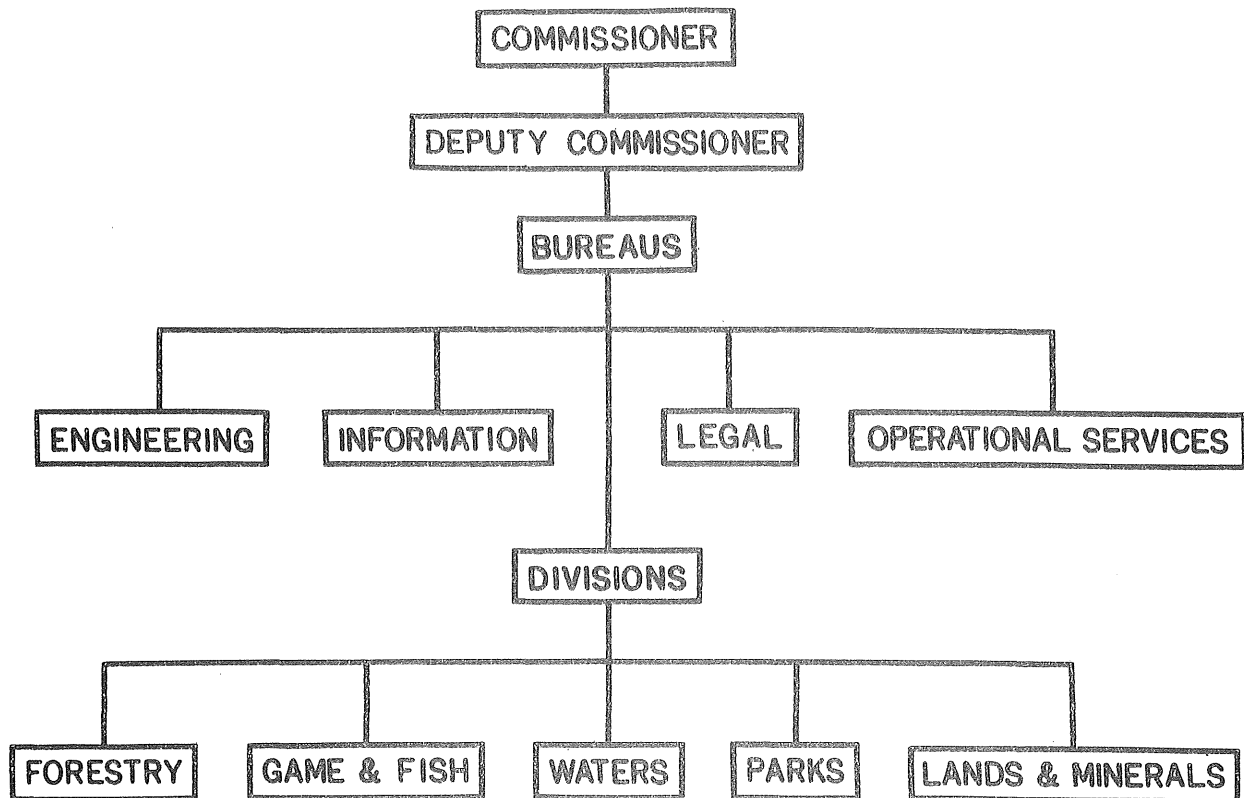 COMMISSIONER
DEPUTY COMMISSIONER
BUREAUS
ENGINEERING
INFORMATION
LEGAL
OPERATIONAL SERVICES
DIVISIONS
FORESTRY
GAME & FISH
WATERS
PARKS
LANDS & MINERALS